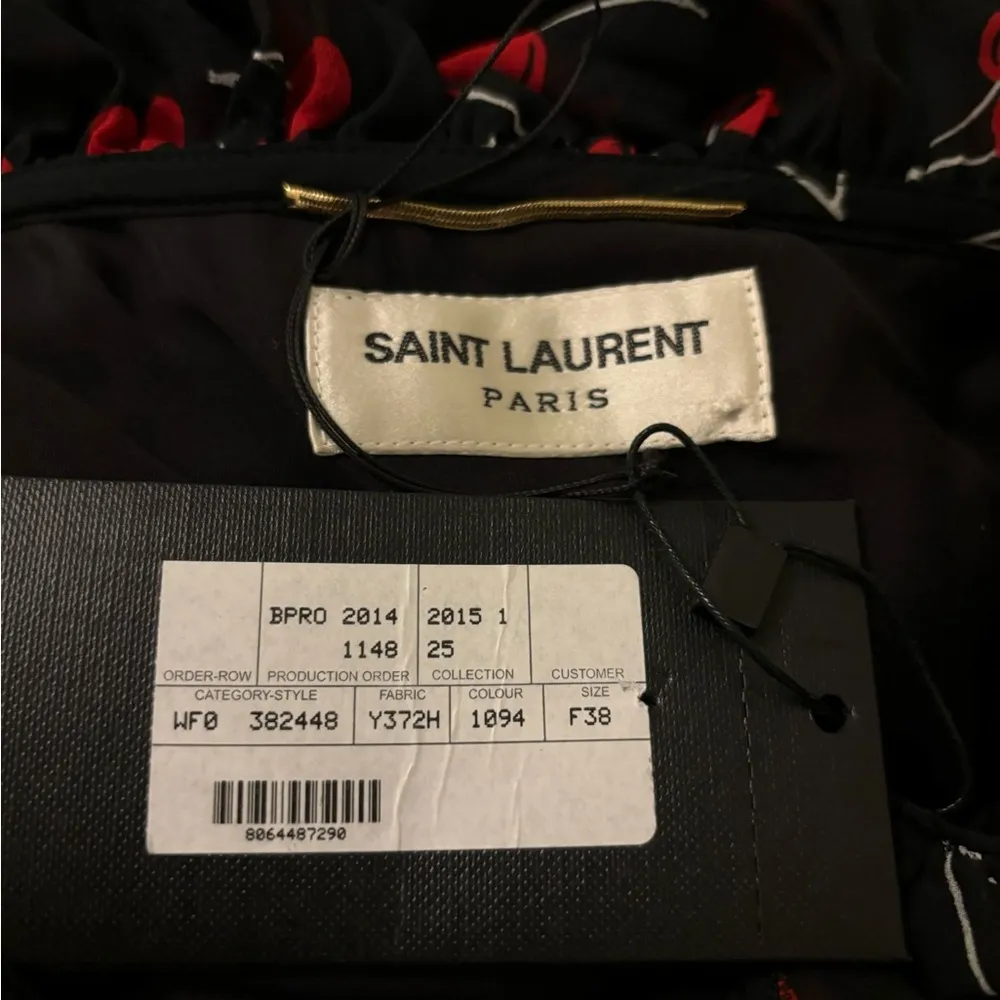 SAINT LAURENT
PARIS
BPRO 2014 2015 1
1148 25
ORDER-ROW PRODUCTION ORDER COLLECTION CUSTOMER
CATEGORY-STYLE FABRIC COLOUR SIZE
WF0 382448 Y372H 1094 F38
8064487290